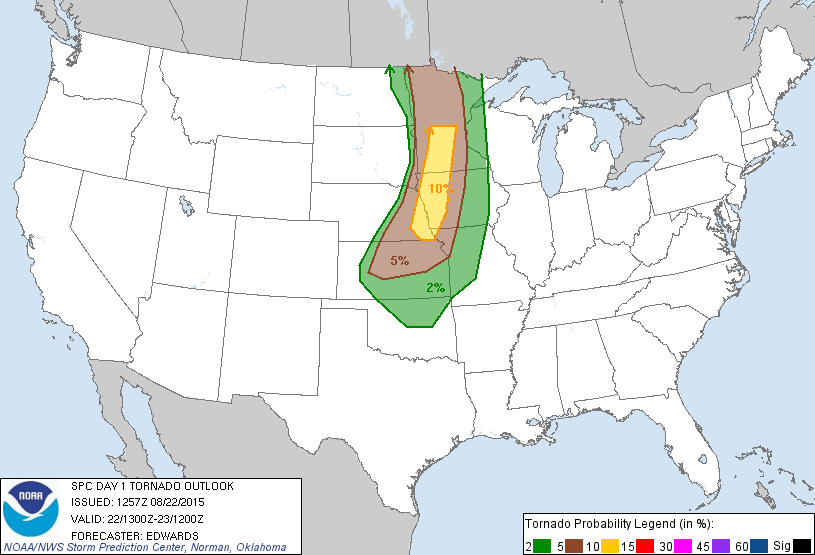 10%
5%
2%
NOAA
SPC DAY 1 TORNADO OUTLOOK
ISSUED: 1257Z 08/22/2015
VALID: 22/1300Z-23/1200Z
FORECASTER: EDWARDS
NOAA/NWS Storm Prediction Center, Norman, Oklahoma
Tornado Probability Legend (in %):
2 5 10 15 30 45 60 Sig